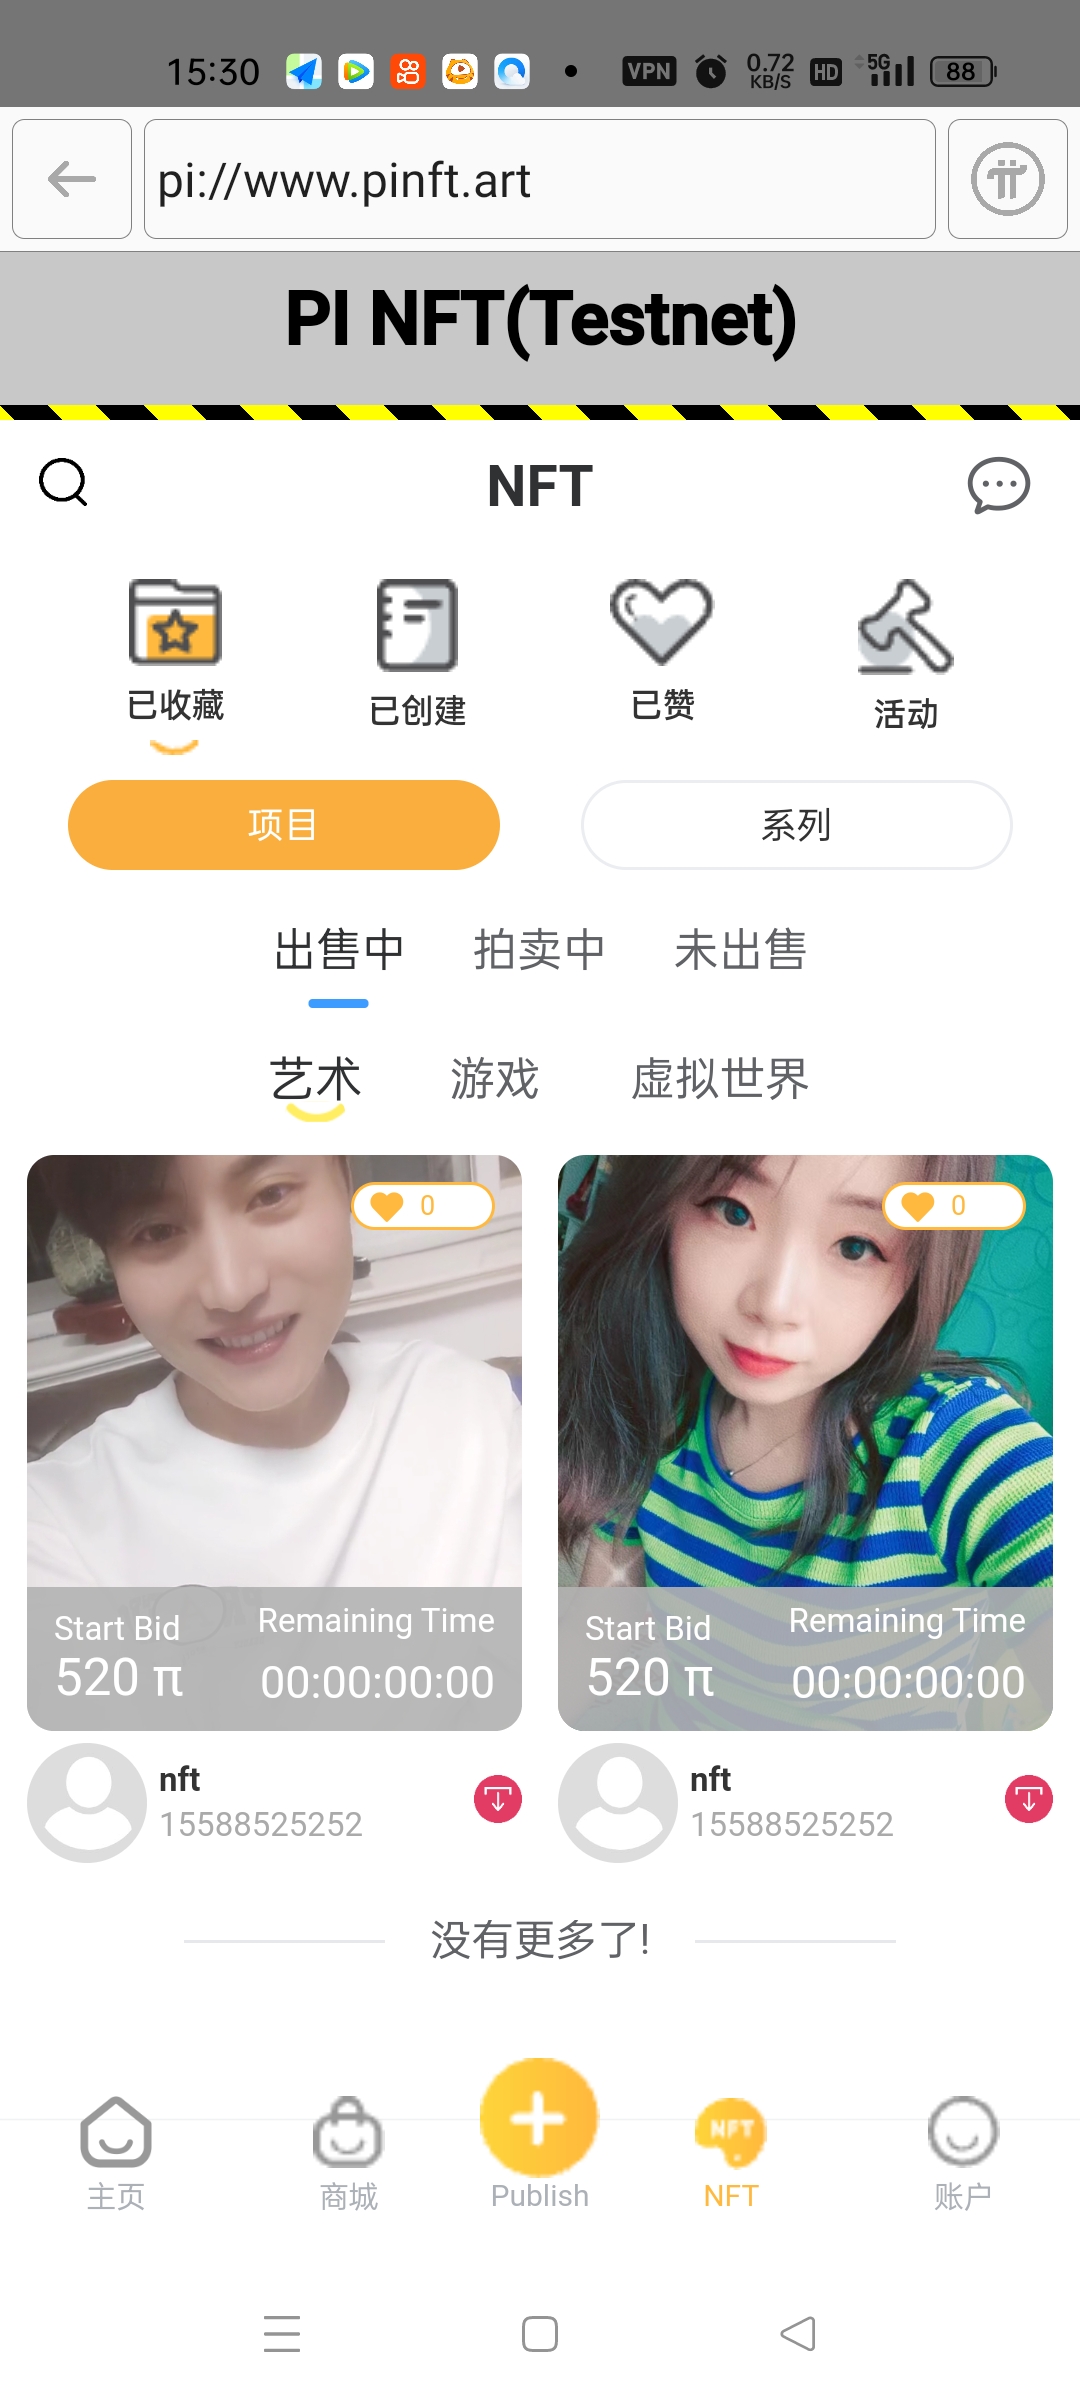 15:30
VPN
0.72 KB/S
HD
5G
88
pi://www.pinft.art
PI NFT(Testnet)
NFT
已收藏 已创建 已赞 活动
项目 系列
出售中 拍卖中 未出售
艺术 游戏 虚拟世界
0 0
Start Bid Remaining Time Start Bid Remaining Time
520 π 00:00:00:00 520 π 00:00:00:00
nft nft
15588525252 15588525252
没有更多了!
NFT
主页 商城 Publish NFT 账户